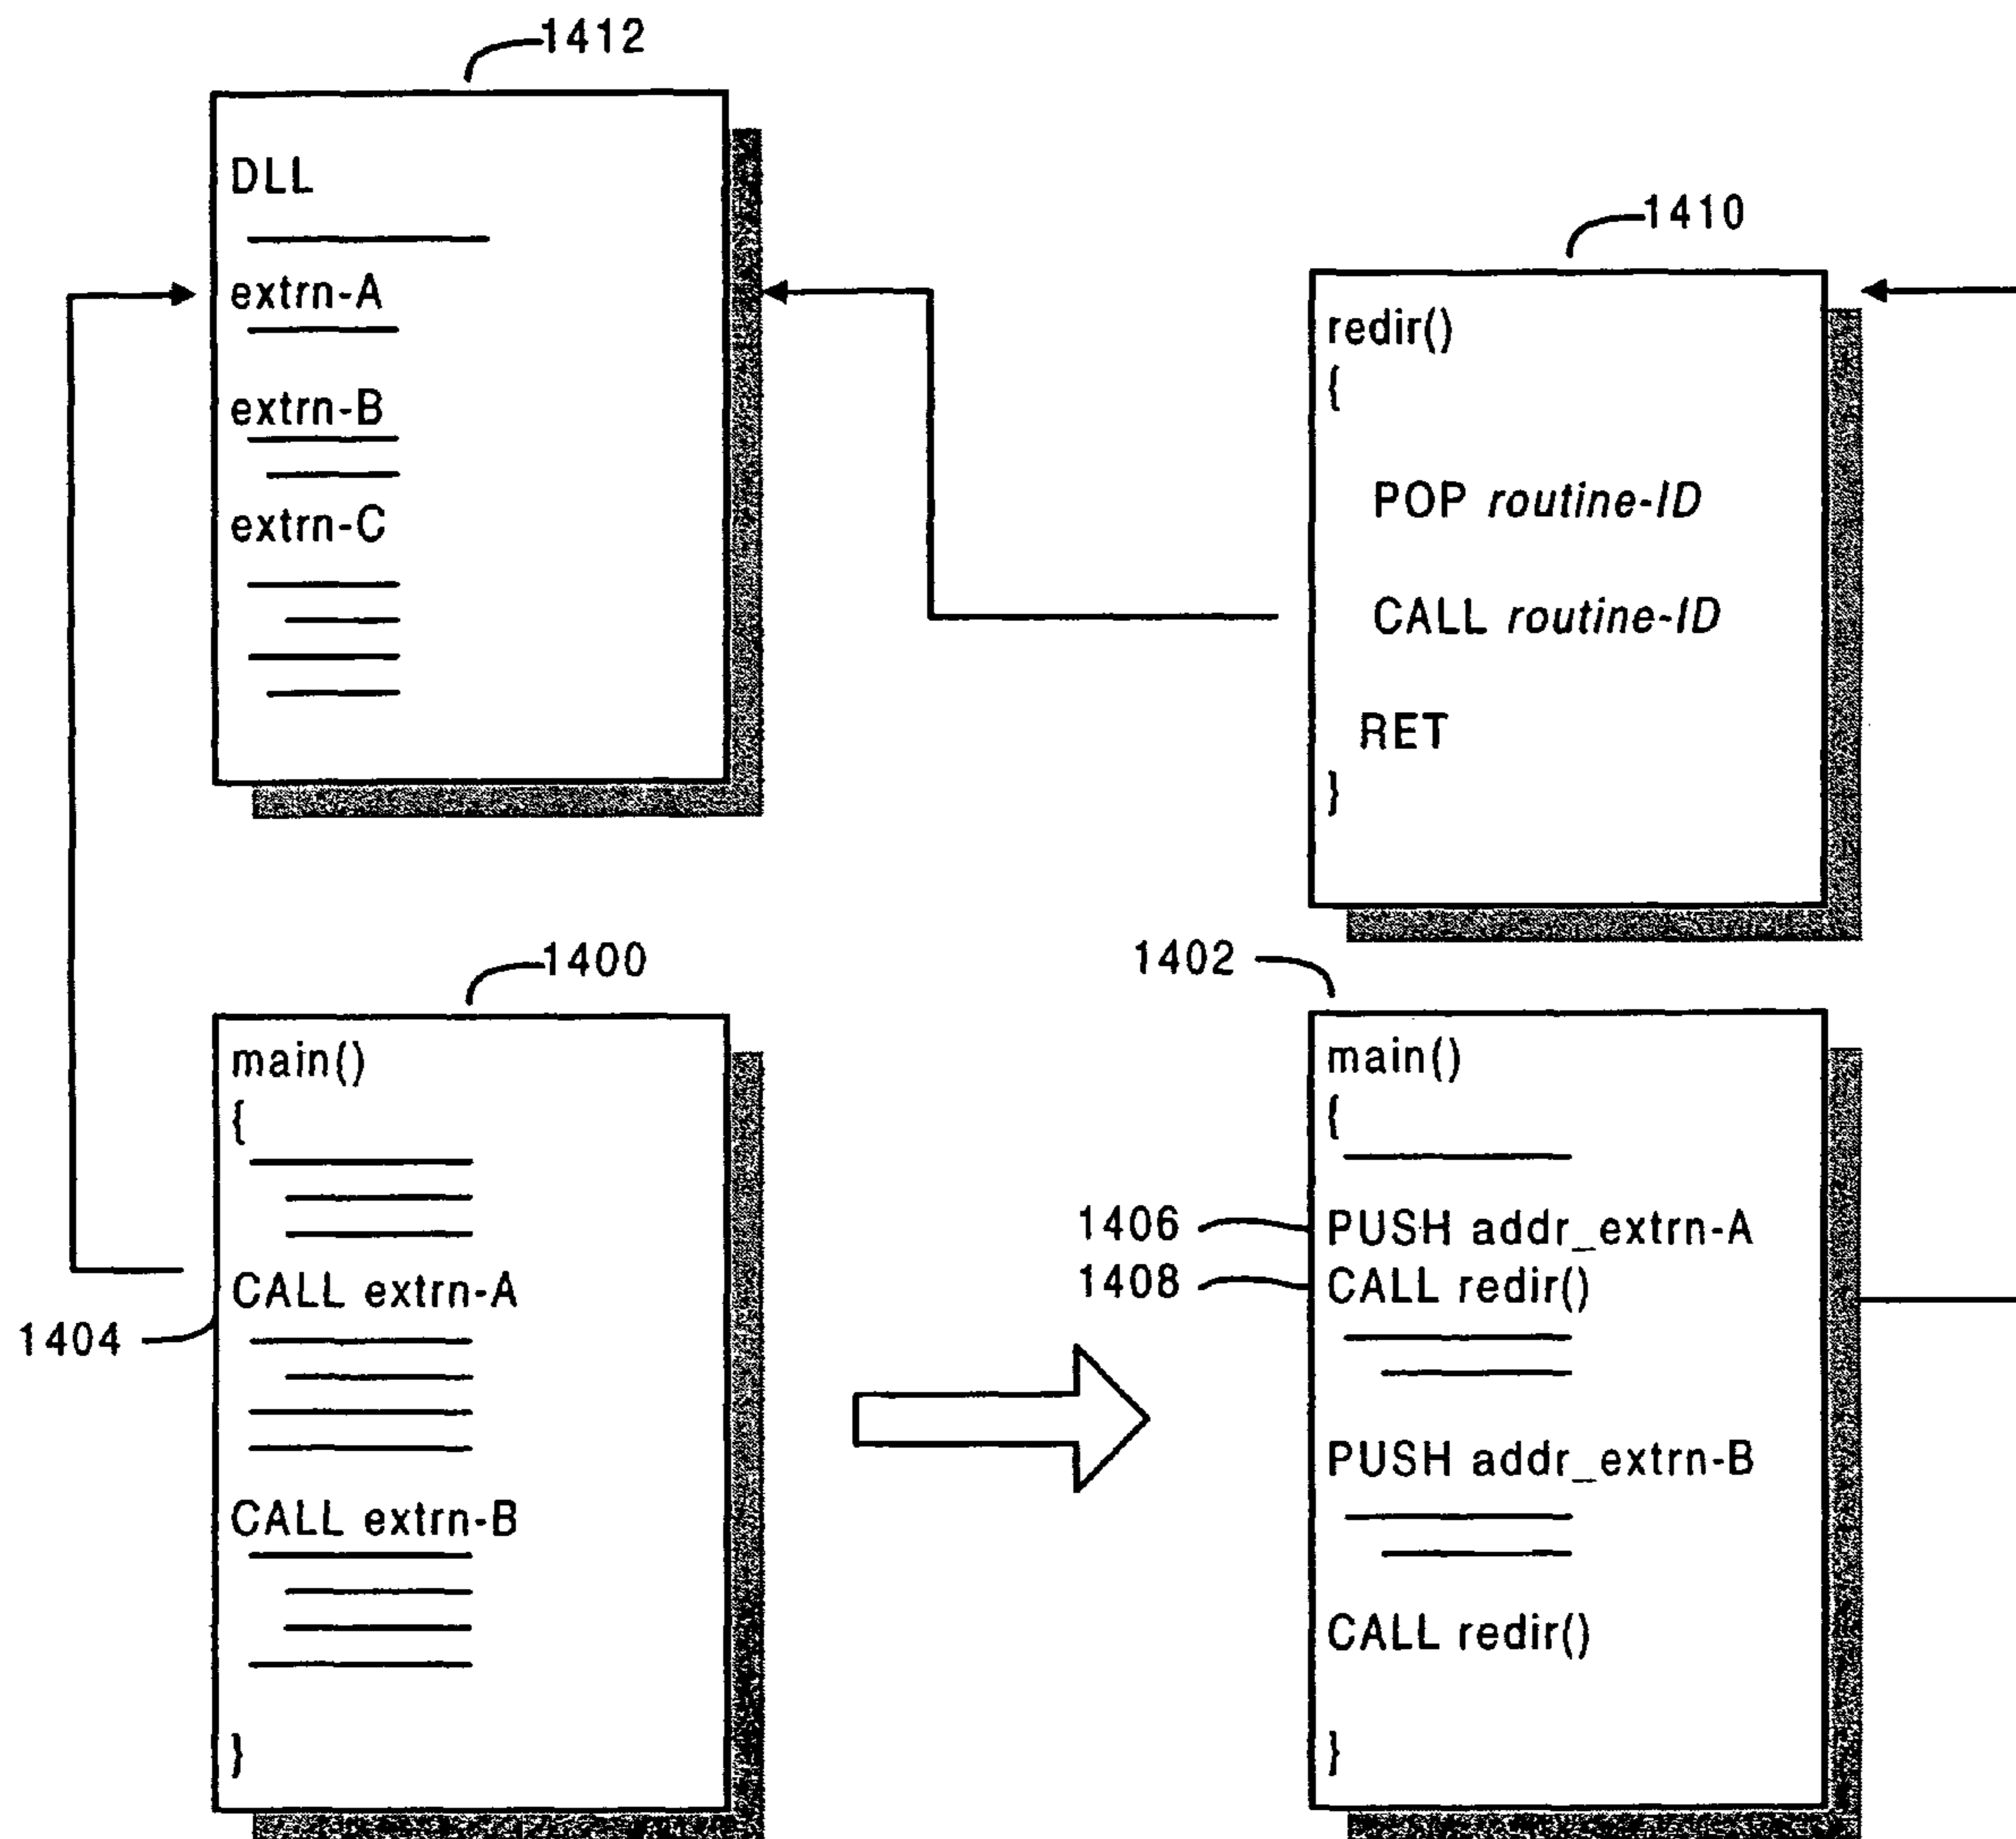 1412
DLL
extrn-A
extrn-B
extrn-C
1410
redir()
{
POP routine-ID
CALL routine-ID
RET
}
1400
main()
{
CALL extrn-A
1404
CALL extrn-B
}
1402
main()
{
1406 PUSH addr_extrn-A
1408 CALL redir()
PUSH addr_extrn-B
CALL redir()
}